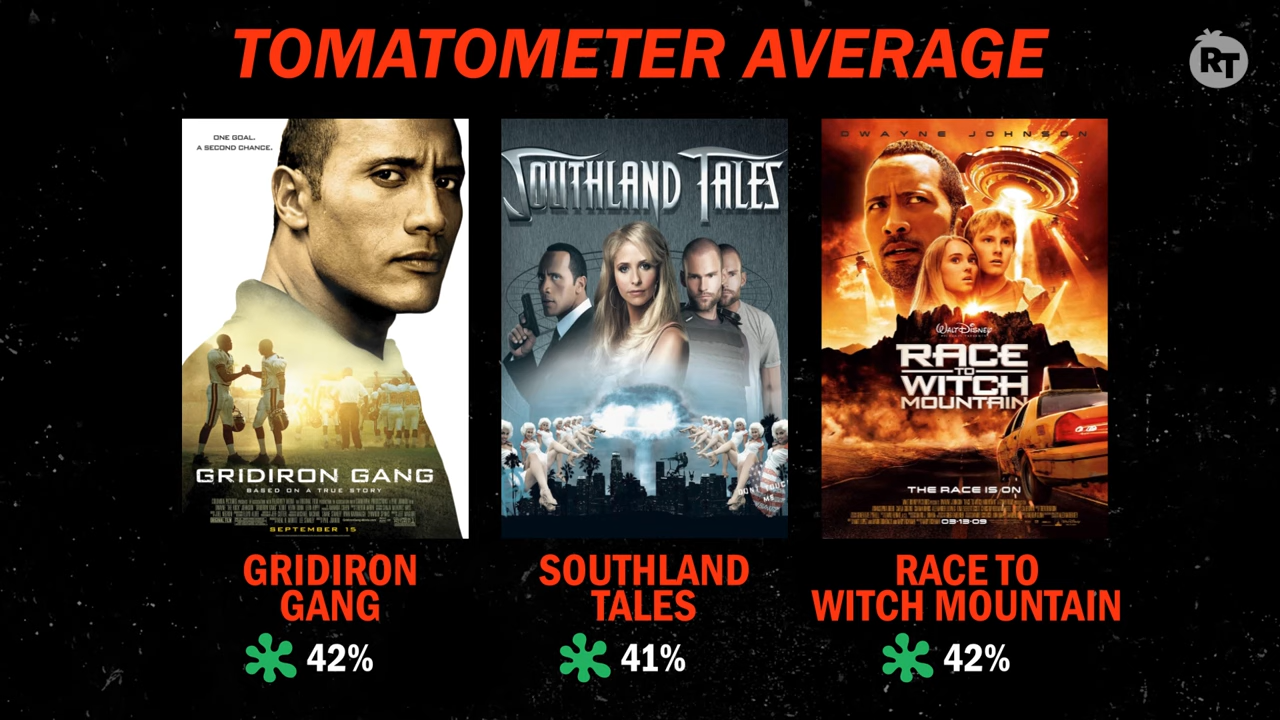 TOMATOMETER AVERAGE
RT
ONE GOAL.
A SECOND CHANCE.
GRIDIRON GANG
BASED ON A TRUE STORY
SEPTEMBER 15
SOUTHLAND TALES
DWAYNE JOHNSON
WALT DISNEY
RACE
TO
WITCH
MOUNTAIN
THE RACE IS ON
03-13-09
GRIDIRON
GANG
42%
SOUTHLAND
TALES
41%
RACE TO
WITCH MOUNTAIN
42%